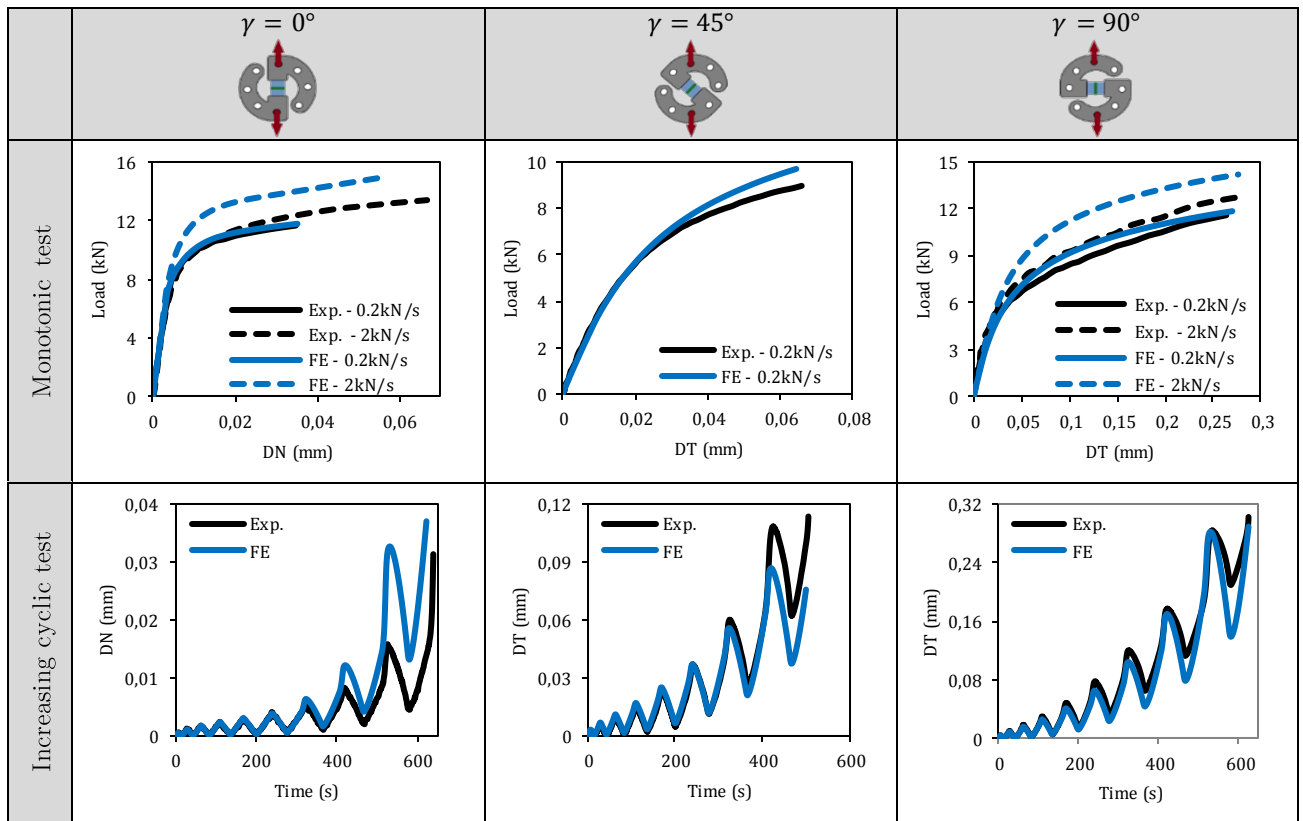 γ = 0°
γ = 45°
γ = 90°
Monotonic test
16
12
8
4
0
Load (kN)
Exp. - 0.2kN/s
Exp. - 2kN/s
FE - 0.2kN/s
FE - 2kN/s
0
0,02
0,04
0,06
DN (mm)
10
8
6
4
2
0
Load (kN)
Exp. - 0.2kN/s
FE - 0.2kN/s
0
0,02
0,04
0,06
0,08
DT (mm)
15
12
9
6
3
0
Load (kN)
Exp. - 0.2kN/s
Exp. - 2kN/s
FE - 0.2kN/s
FE - 2kN/s
0
0,05
0,1
0,15
0,2
0,25
0,3
DT (mm)
Increasing cyclic test
0,04
0,03
0,02
0,01
0
DN (mm)
Exp.
FE
0
200
400
600
Time (s)
0,12
0,09
0,06
0,03
0
DT (mm)
Exp.
FE
0
200
400
600
Time (s)
0,32
0,24
0,16
0,08
0
DT (mm)
Exp.
FE
0
200
400
600
Time (s)